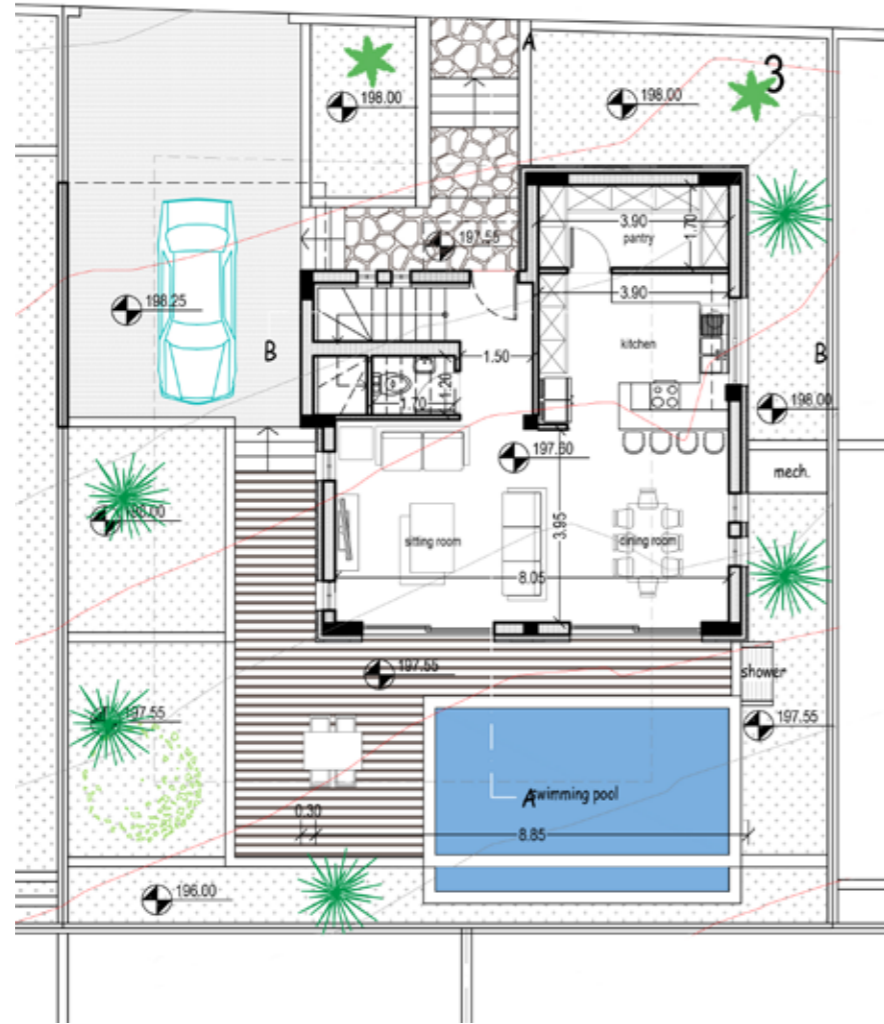 A
3
198.00
198.00
3.90
1.70
pantry
197.55
198.25
3.90
B
kitchen
B
1.50
1.20
1.70
198.00
197.60
mech.
198.00
3.95
sitting room
dining room
8.05
197.55
shower
197.55
197.55
A
swimming pool
0.30
8.85
196.00